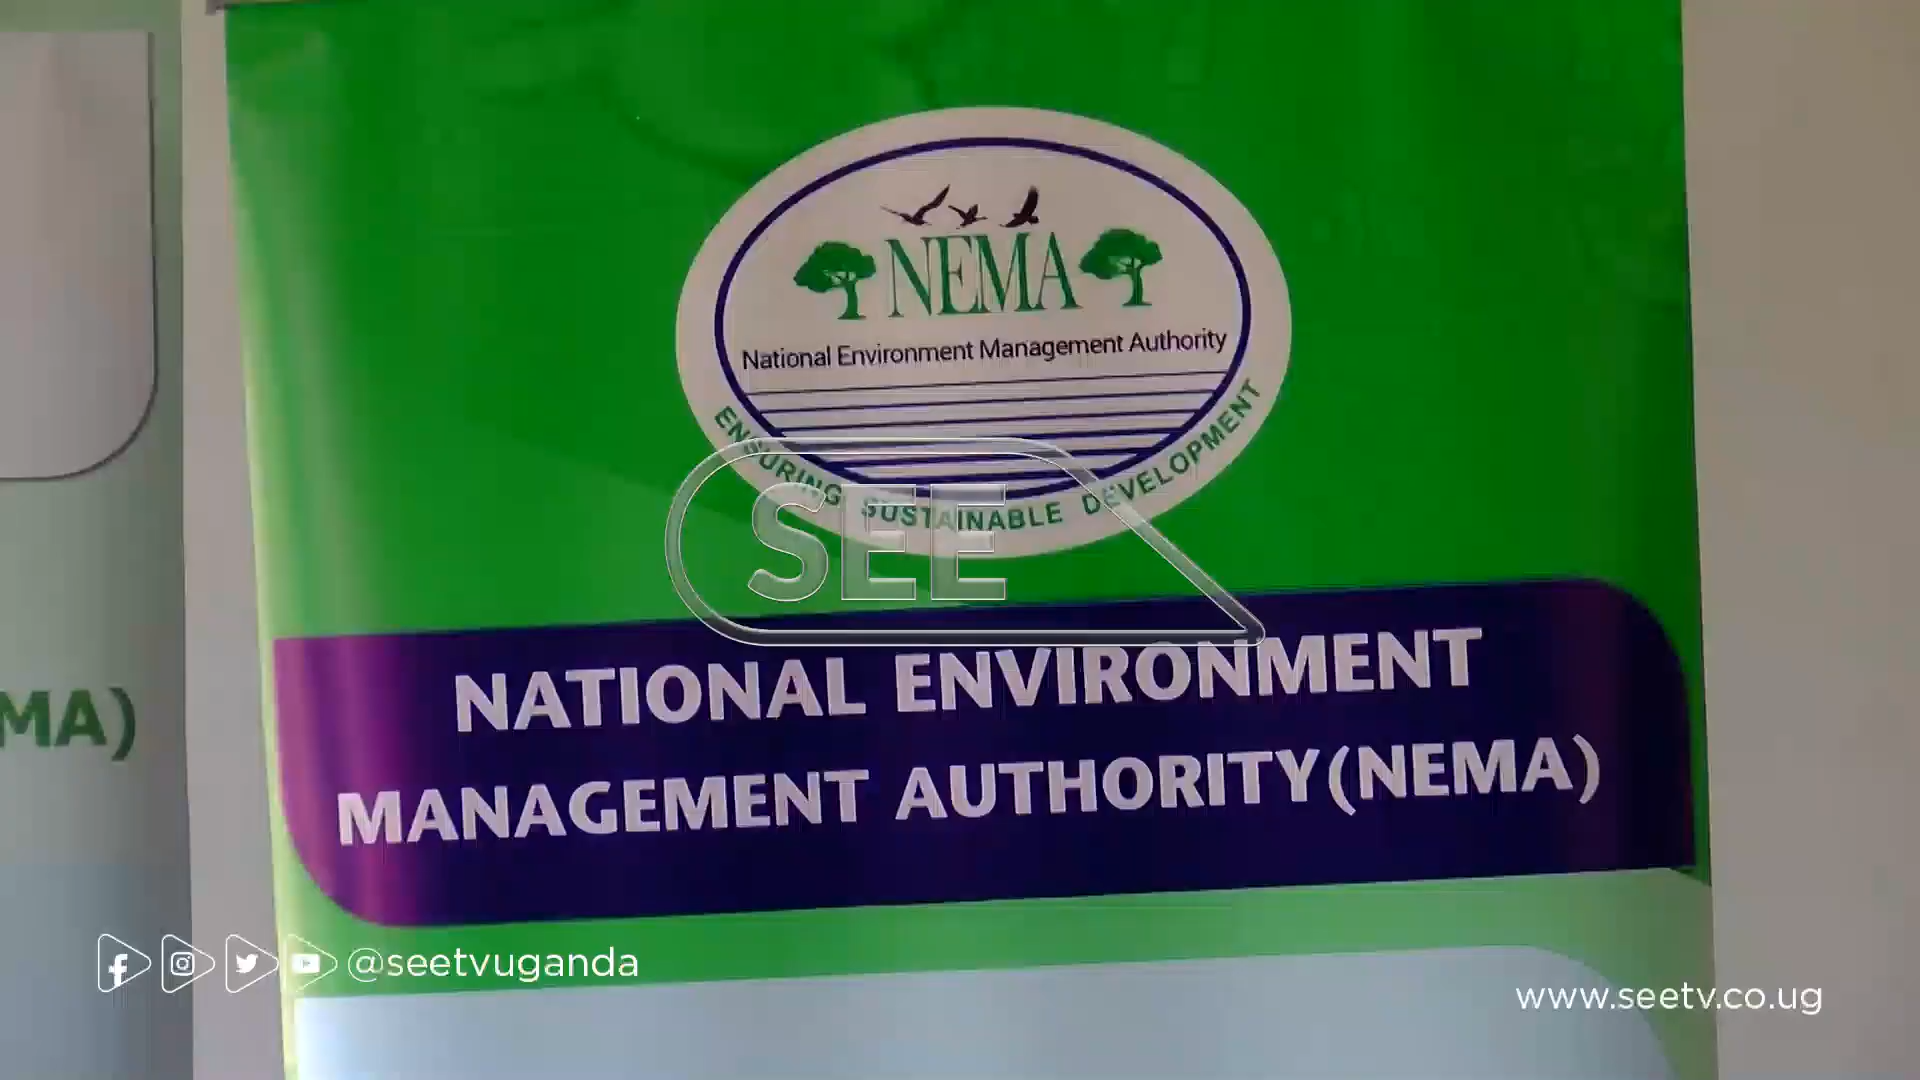 NEMA
National Environment Management Authority
ENSURING SUSTAINABLE DEVELOPMENT
SEE
NATIONAL ENVIRONMENT
MANAGEMENT AUTHORITY(NEMA)
MA)
@seetvuganda
www.seetv.co.ug